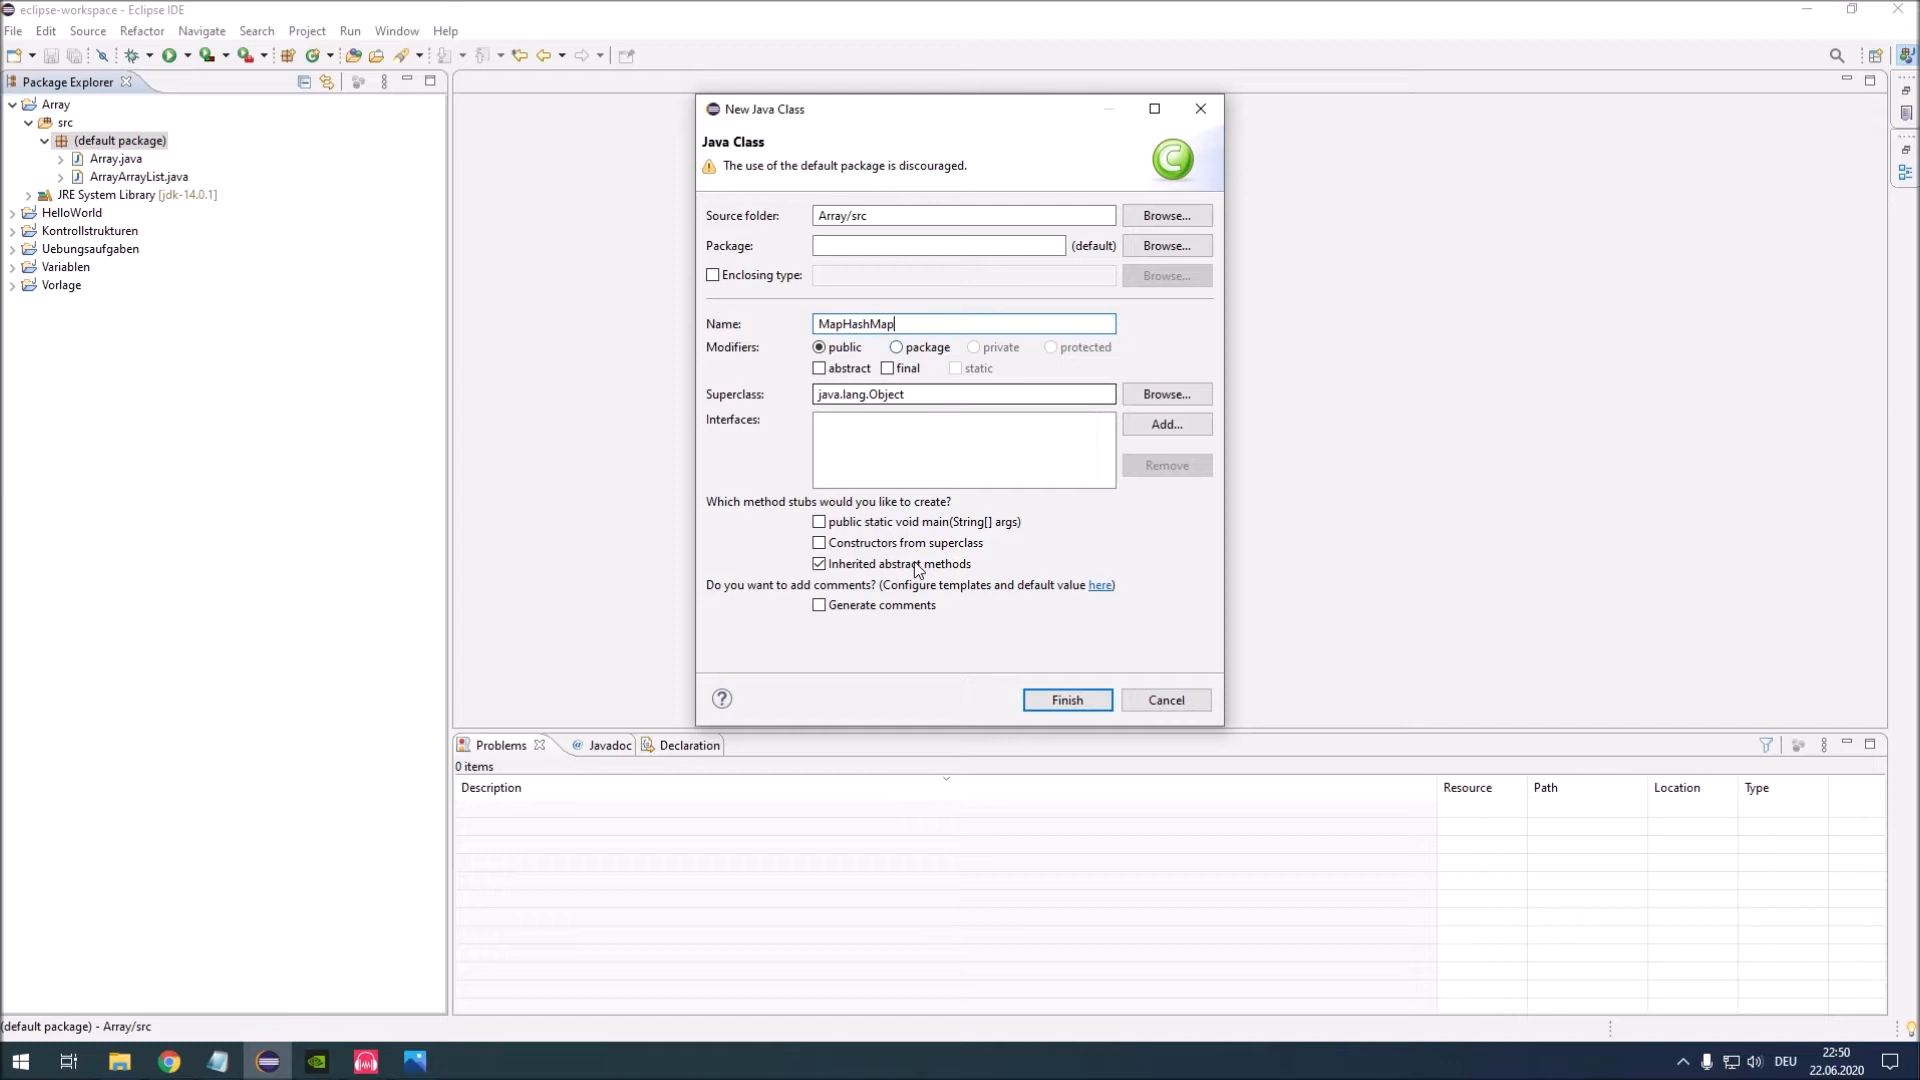 eclipse-workspace - Eclipse IDE
File Edit Source Refactor Navigate Search Project Run Window Help
Package Explorer
Array
src
(default package)
Array.java
ArrayArrayList.java
JRE System Library [jdk-14.0.1]
HelloWorld
Kontrollstrukturen
Uebungsaufgaben
Variablen
Vorlage
New Java Class
Java Class
The use of the default package is discouraged.
Source folder: Array/src Browse...
Package: (default) Browse...
Enclosing type: Browse...
Name: MapHashMap
Modifiers: public package private protected
abstract final static
Superclass: java.lang.Object Browse...
Interfaces: Add...
Remove
Which method stubs would you like to create?
public static void main(String[] args)
Constructors from superclass
Inherited abstract methods
Do you want to add comments? (Configure templates and default value here)
Generate comments
Finish Cancel
Problems @ Javadoc Declaration
0 items
Description Resource Path Location Type
(default package) - Array/src
DEU 22:50
22.06.2020